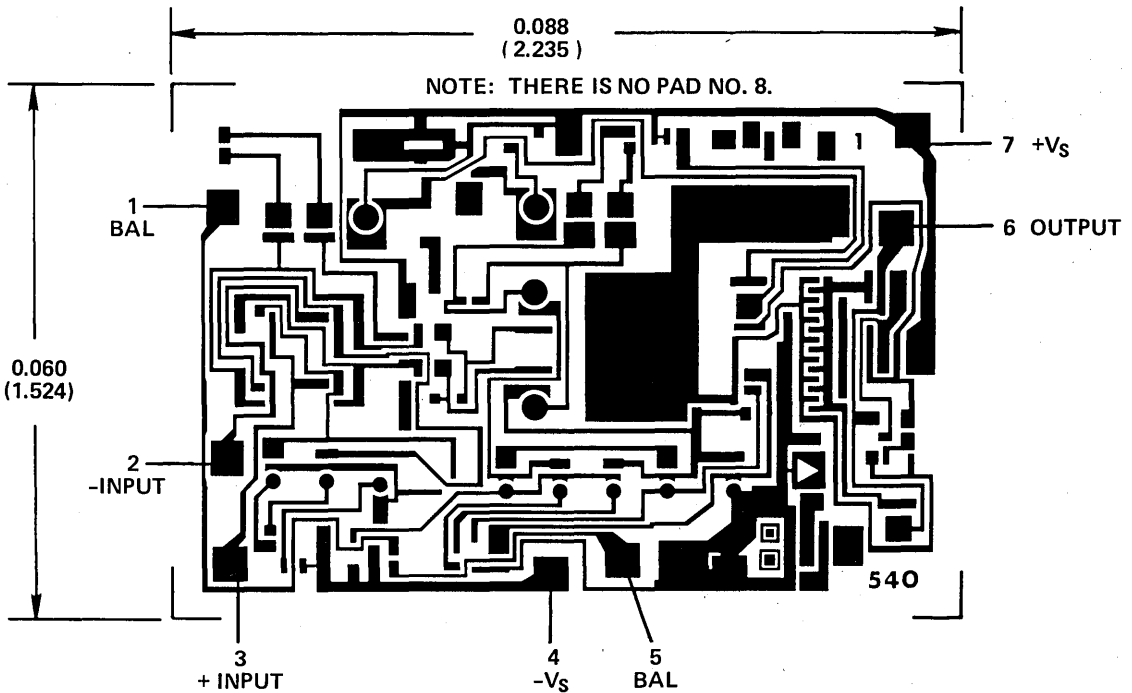 0.088
(2.235)
NOTE: THERE IS NO PAD NO. 8.
1
7 +VS
1
BAL
6 OUTPUT
0.060
(1.524)
2
-INPUT
540
3
+ INPUT
4
-VS
5
BAL